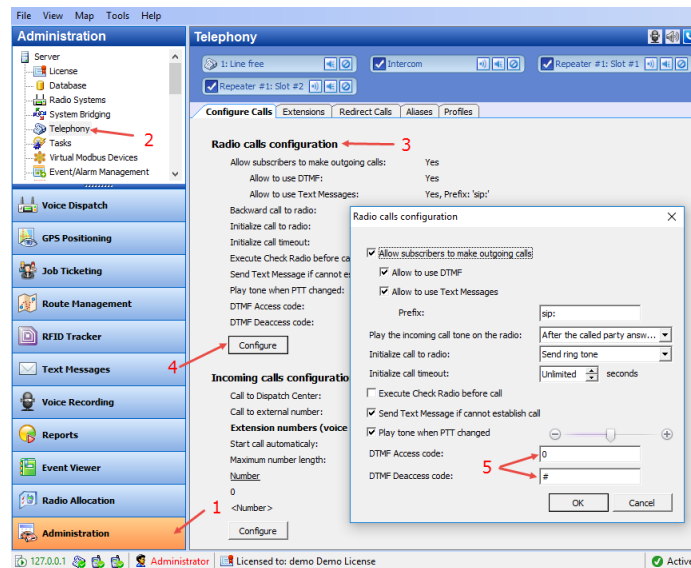 File View Map Tools Help
Administration
Telephony
Server
License
Database
Radio Systems
System Bridging
Telephony
Tasks
Virtual Modbus Devices
Event/Alarm Management
2
Voice Dispatch
GPS Positioning
Job Ticketing
Route Management
RFID Tracker
Text Messages
Voice Recording
Reports
Event Viewer
Radio Allocation
Administration
1
1: Line free
Intercom
Repeater #1: Slot #1
Repeater #1: Slot #2
Configure Calls Extensions Redirect Calls Aliases Profiles
Radio calls configuration
3
Allow subscribers to make outgoing calls: Yes
Allow to use DTMF: Yes
Allow to use Text Messages: Yes, Prefix: 'sip:'
Backward call to radio:
Initialize call to radio:
Initialize call timeout:
Execute Check Radio before ca
Send Text Message if cannot es
Play tone when PTT changed:
DTMF Access code:
DTMF Deaccess code:
4
Configure
Incoming calls configuratio
Call to Dispatch Center:
Call to external number:
Extension numbers (voice
Start call automaticaly:
Maximum number length:
Number
0
<Number>
Configure
Radio calls configuration
Allow subscribers to make outgoing calls
Allow to use DTMF
Allow to use Text Messages
Prefix: sip:
Play the incoming call tone on the radio: After the called party answ...
Initialize call to radio: Send ring tone
Initialize call timeout: Unlimited seconds
Execute Check Radio before call
Send Text Message if cannot establish call
Play tone when PTT changed
DTMF Access code: 0
5
DTMF Deaccess code: #
OK Cancel
127.0.0.1 Administrator Licensed to: demo Demo License Active